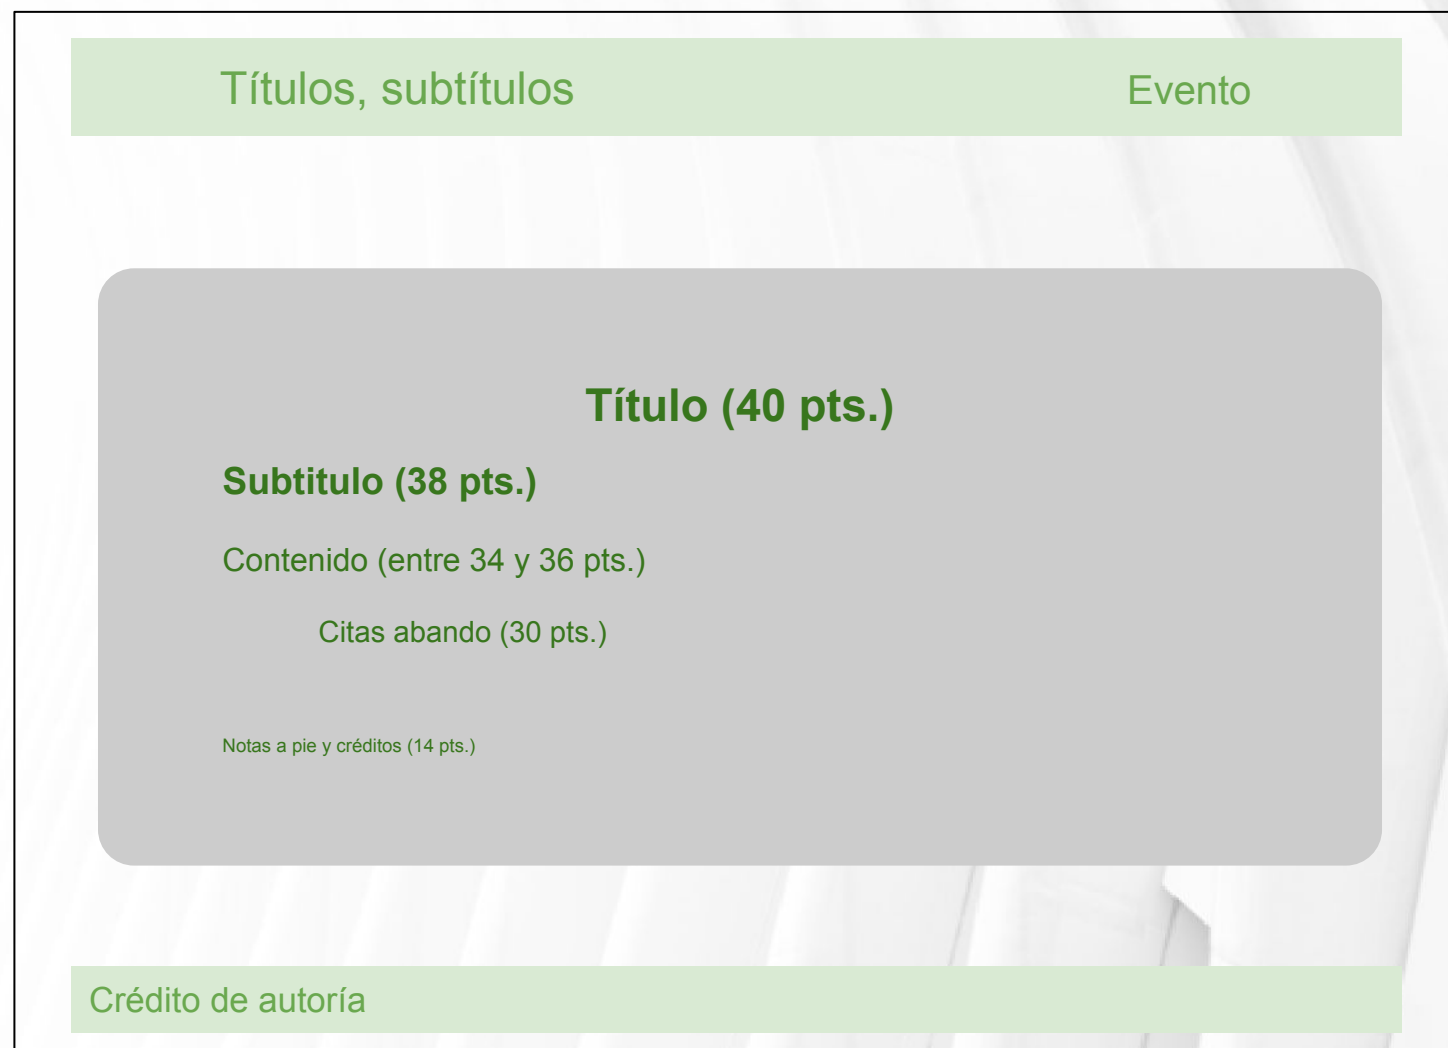 Títulos, subtítulos Evento
Título (40 pts.)
Subtitulo (38 pts.)
Contenido (entre 34 y 36 pts.)
Citas abando (30 pts.)
Notas a pie y créditos (14 pts.)
Crédito de autoría